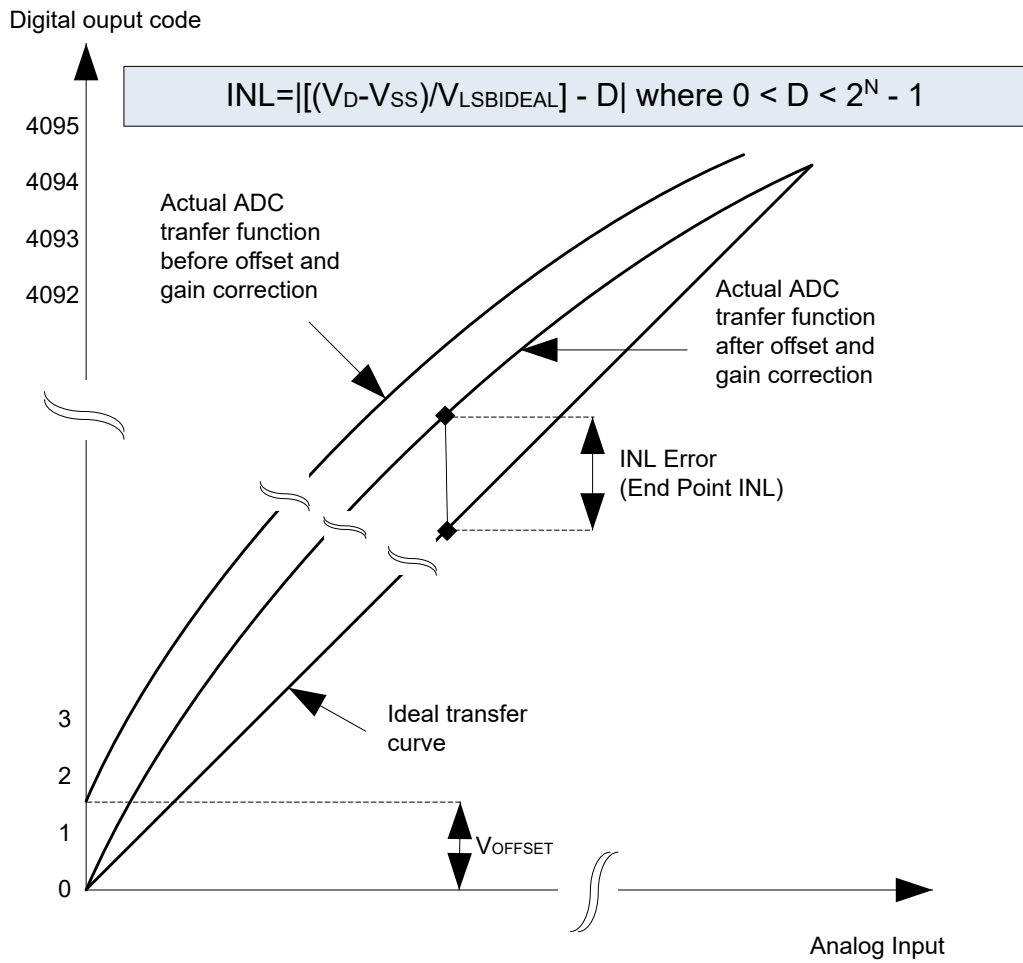 Digital ouput code
INL=|[(VD-VSS)/VLSBIDEAL] - D| where 0 < D < 2^N - 1
4095
4094
4093
4092
Actual ADC
tranfer function
before offset and
gain correction
Actual ADC
tranfer function
after offset and
gain correction
INL Error
(End Point INL)
3
2
1
0
Ideal transfer
curve
VOFFSET
Analog Input